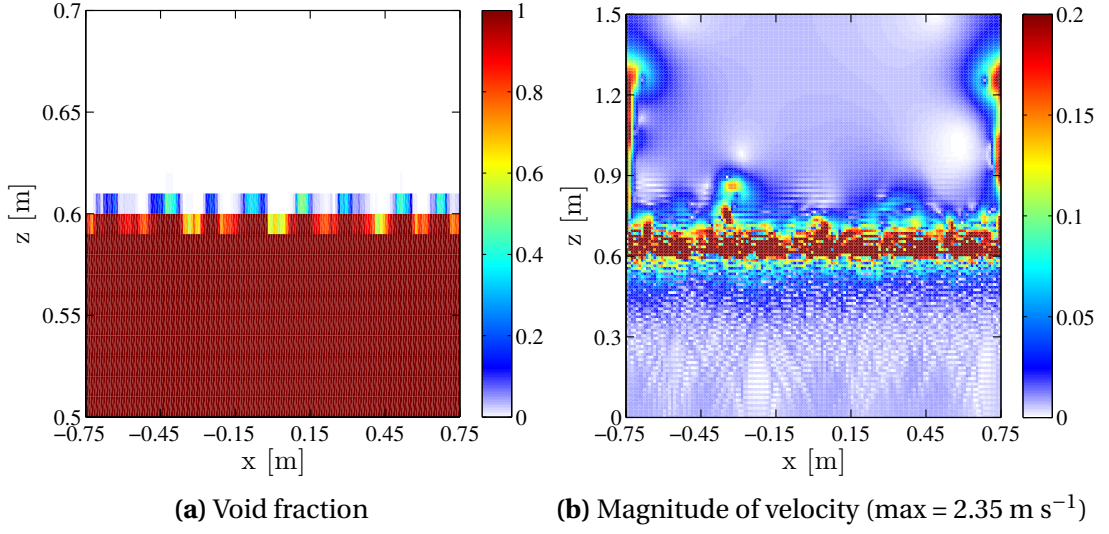 0.7
0.65
0.6
0.55
0.5
z [m]
−0.75 −0.45 −0.15 0.15 0.45 0.75
x [m]
1
0.8
0.6
0.4
0.2
0
(a) Void fraction
1.5
1.2
0.9
0.6
0.3
0
z [m]
−0.75 −0.45 −0.15 0.15 0.45 0.75
x [m]
0.2
0.15
0.1
0.05
0
(b) Magnitude of velocity (max = 2.35 m s⁻¹)